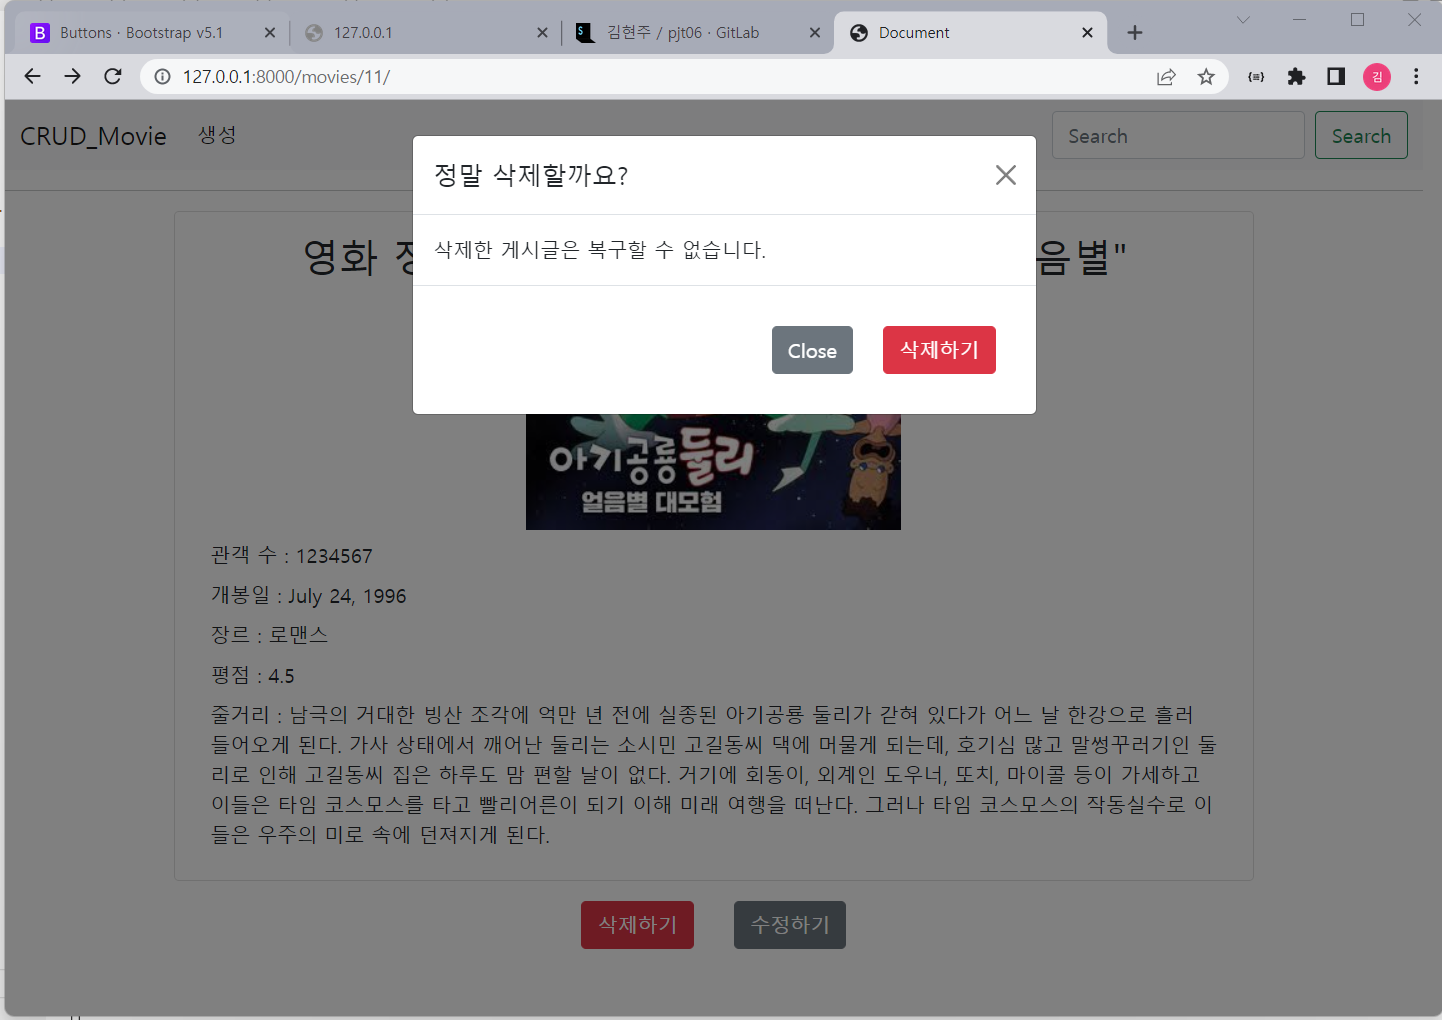 Buttons · Bootstrap v5.1
127.0.0.1
김현주 / pjt06 · GitLab
Document
127.0.0.1:8000/movies/11/
김
CRUD_Movie
생성
Search
Search
정말 삭제할까요?
영화
음별"
삭제한 게시글은 복구할 수 없습니다.
Close
삭제하기
아기공룡둘리
얼음별 대모험
관객 수 : 1234567
개봉일 : July 24, 1996
장르 : 로맨스
평점 : 4.5
줄거리 : 남극의 거대한 빙산 조각에 억만 년 전에 실종된 아기공룡 둘리가 갇혀 있다가 어느 날 한강으로 흘러
들어오게 된다. 가사 상태에서 깨어난 둘리는 소시민 고길동씨 댁에 머물게 되는데, 호기심 많고 말썽꾸러기인 둘
리로 인해 고길동씨 집은 하루도 맘 편할 날이 없다. 거기에 회동이, 외계인 도우너, 또치, 마이콜 등이 가세하고
이들은 타임 코스모스를 타고 빨리어른이 되기 이해 미래 여행을 떠난다. 그러나 타임 코스모스의 작동실수로 이
들은 우주의 미로 속에 던져지게 된다.
삭제하기
수정하기